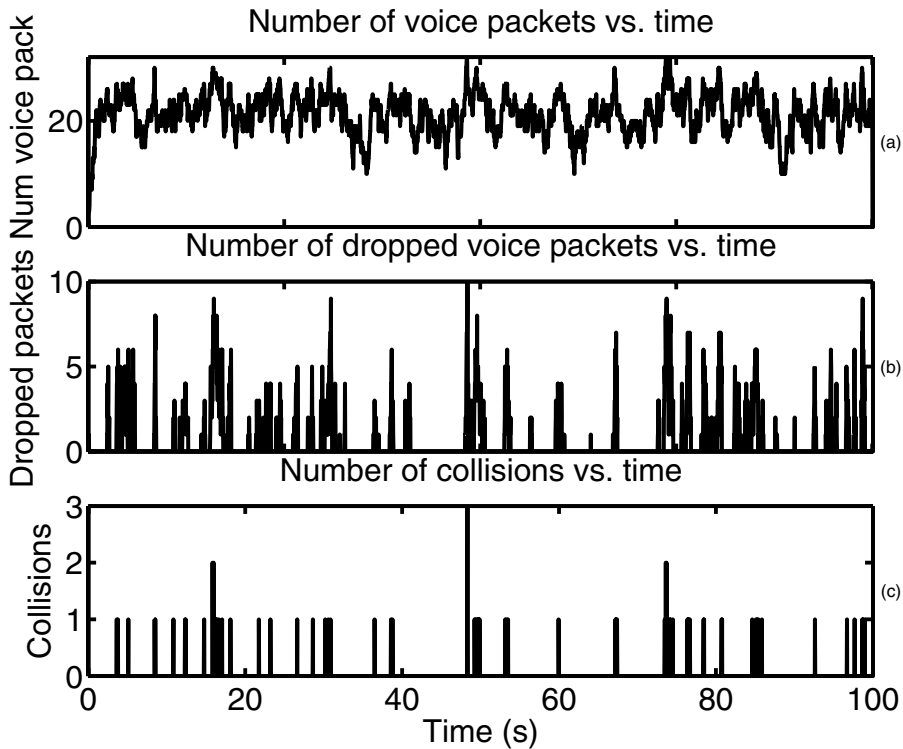 Number of voice packets vs. time
Num voice pack
20
0
(a)
Number of dropped voice packets vs. time
Dropped packets
10
5
0
(b)
Number of collisions vs. time
Collisions
3
2
1
0
(c)
0 20 40 60 80 100
Time (s)